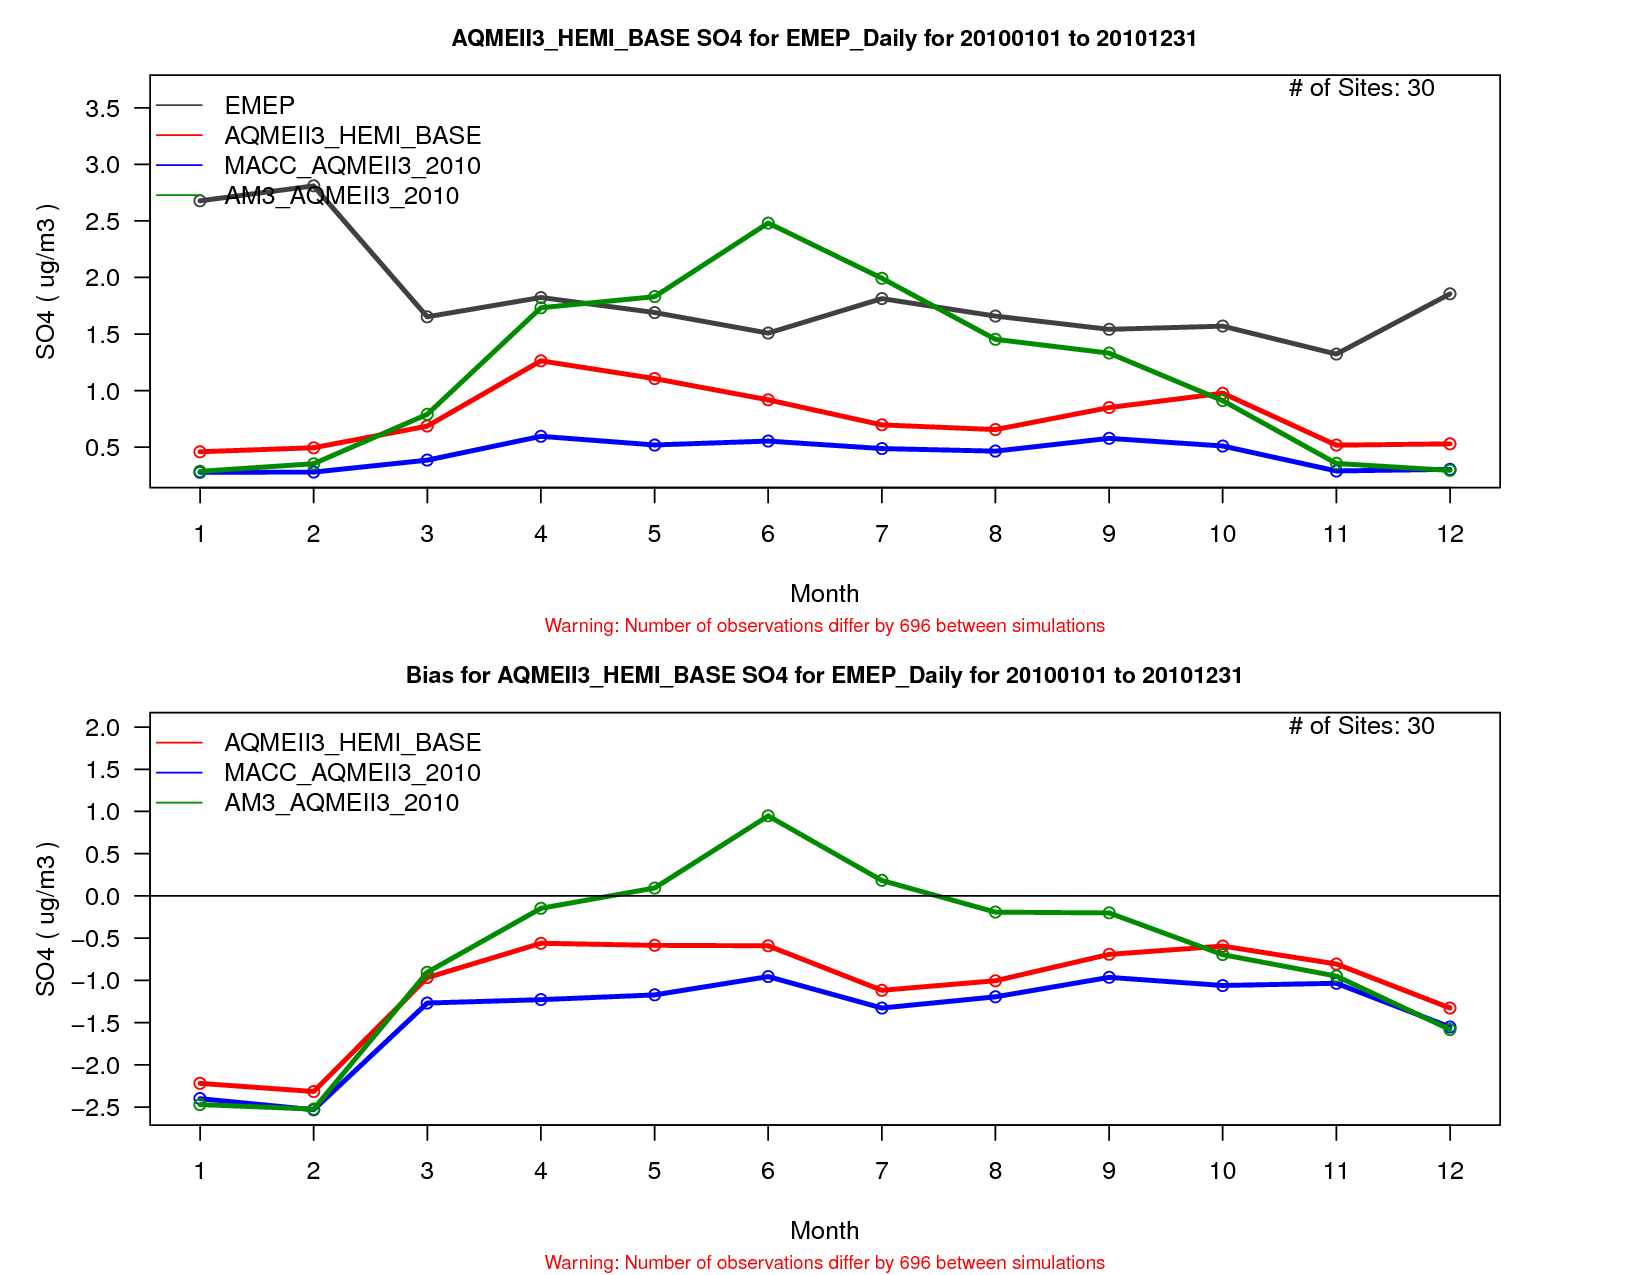 AQMEII3_HEMI_BASE SO4 for EMEP_Daily for 20100101 to 20101231
# of Sites: 30
EMEP
AQMEII3_HEMI_BASE
MACC_AQMEII3_2010
AM3_AQMEII3_2010
3.5
3.0
2.5
2.0
1.5
1.0
0.5
SO4 ( ug/m3 )
1 2 3 4 5 6 7 8 9 10 11 12
Month
Warning: Number of observations differ by 696 between simulations
Bias for AQMEII3_HEMI_BASE SO4 for EMEP_Daily for 20100101 to 20101231
# of Sites: 30
AQMEII3_HEMI_BASE
MACC_AQMEII3_2010
AM3_AQMEII3_2010
2.0
1.5
1.0
0.5
0.0
−0.5
−1.0
−1.5
−2.0
−2.5
SO4 ( ug/m3 )
1 2 3 4 5 6 7 8 9 10 11 12
Month
Warning: Number of observations differ by 696 between simulations